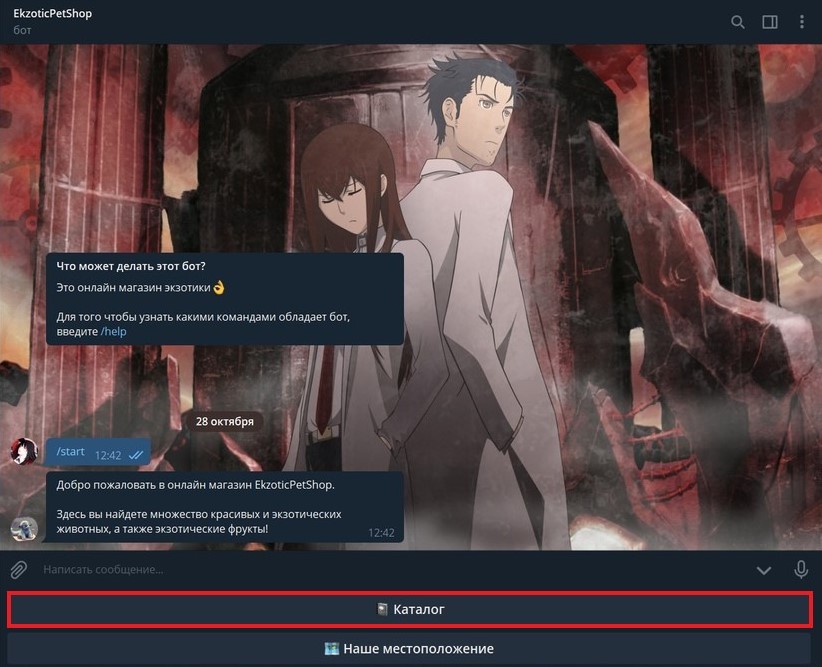 EkzoticPetShop
бот
Что может делать этот бот?
Это онлайн магазин экзотики👌
Для того чтобы узнать какими командами обладает бот,
введите /help
28 октября
/start 12:42
Добро пожаловать в онлайн магазин EkzoticPetShop.
Здесь вы найдете множество красивых и экзотических
животных, а также экзотические фрукты!
12:42
Написать сообщение...
Каталог
Наше местоположение